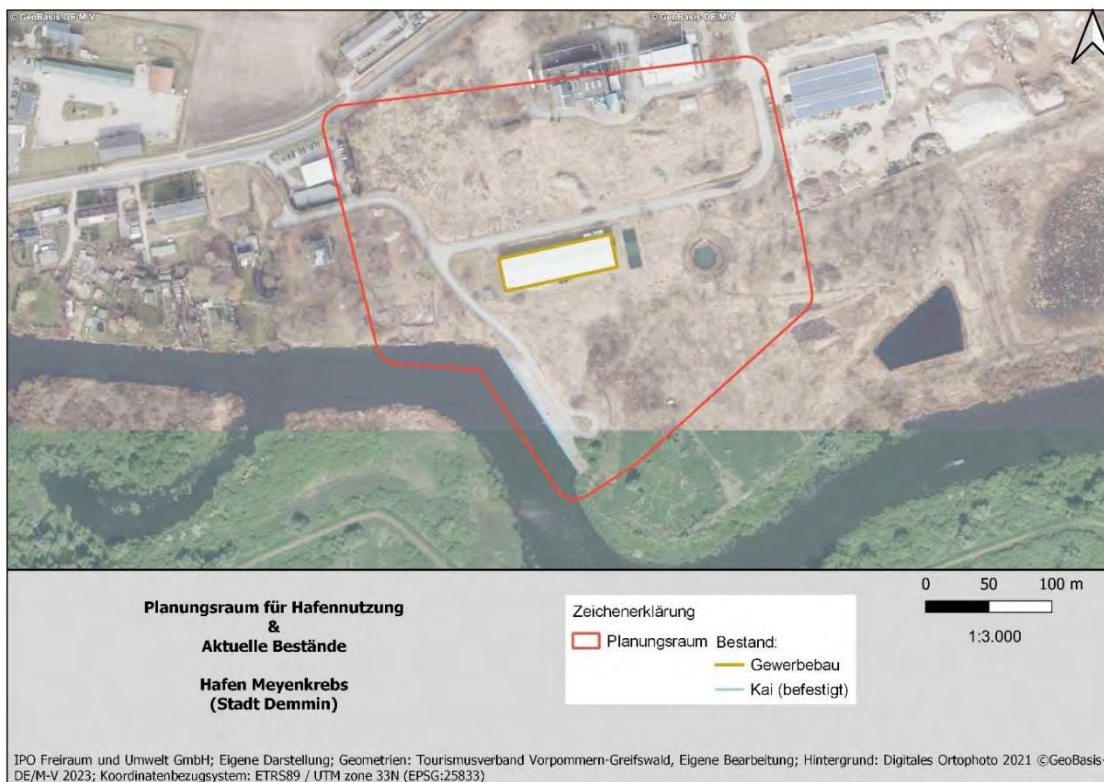 © GeoBasis-DE/M-V
© GeoBasis-DE/M-V
Planungsraum für Hafennutzung
&
Aktuelle Bestände
Hafen Meyenkrebs
(Stadt Demmin)
Zeichenerklärung
Planungsraum
Bestand:
Gewerbebau
Kai (befestigt)
0 50 100 m
1:3.000
IPO Freiraum und Umwelt GmbH; Eigene Darstellung; Geometrien: Tourismusverband Vorpommern-Greifswald, Eigene Bearbeitung; Hintergrund: Digitales Ortophoto 2021 ©GeoBasis-
DE/M-V 2023; Koordinatenbezugsystem: ETRS89 / UTM zone 33N (EPSG:25833)